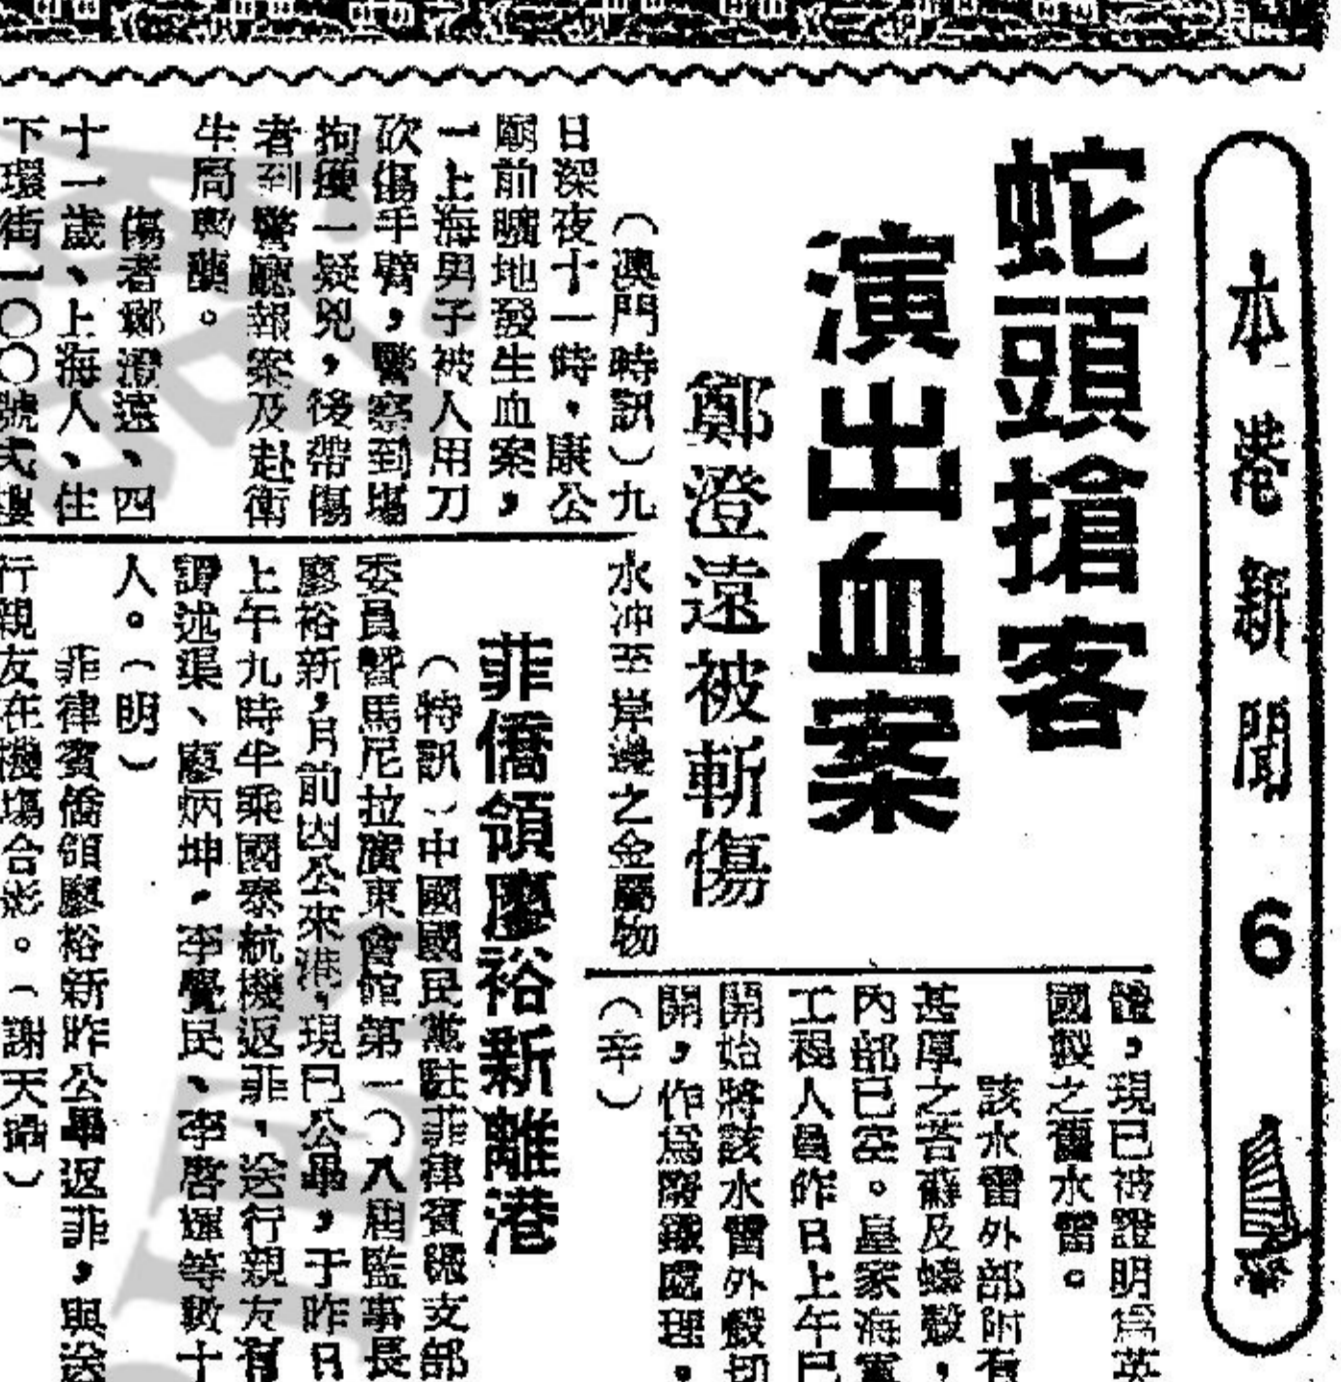 本港新聞
6
蛇頭搶客
演出血案
鄭澄遠被斬傷
（澳門時訊）九
日深夜十一時，康公
廟前曠地發生血案，
一上海男子被人用刀
砍傷手臂，警察到場
拘獲一疑兇，後帶傷
者到警廳報案及赴衛
生局
傷者鄭澄遠、四
十一歲、上海人、住
下環街一〇〇號弍樓
水冲至岸邊之金屬物
菲僑領廖裕新離港
（特訊）中國國民黨駐菲律賓總支部
委員暨馬尼拉廣東會館第一〇八屆監事長
廖裕新，月前因公來港，現已公畢，于昨日
上午九時半乘國泰航機返菲，送行親友有
譚述渠、廖炳坤，李覺民、李啓運等數十
人。（明）
菲律賓僑領廖裕新昨公畢返菲，與送
行親友在機場合影。（謝天
證，現已被證明爲英
國製之舊水雷。
該水雷外部附有
甚厚之苔蘚及蠔殼，
內部已空。皇家海軍
工程人員昨日上午已
開始將該水雷外殼切
開，作爲廢鐵處理。
（辛）